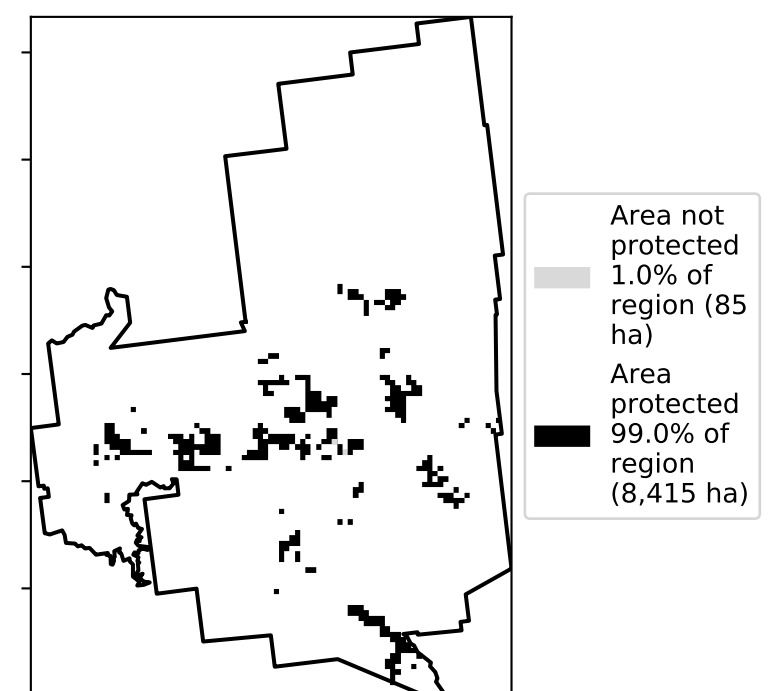 Area not
protected
1.0% of
region (85
ha)
Area
protected
99.0% of
region
(8,415 ha)